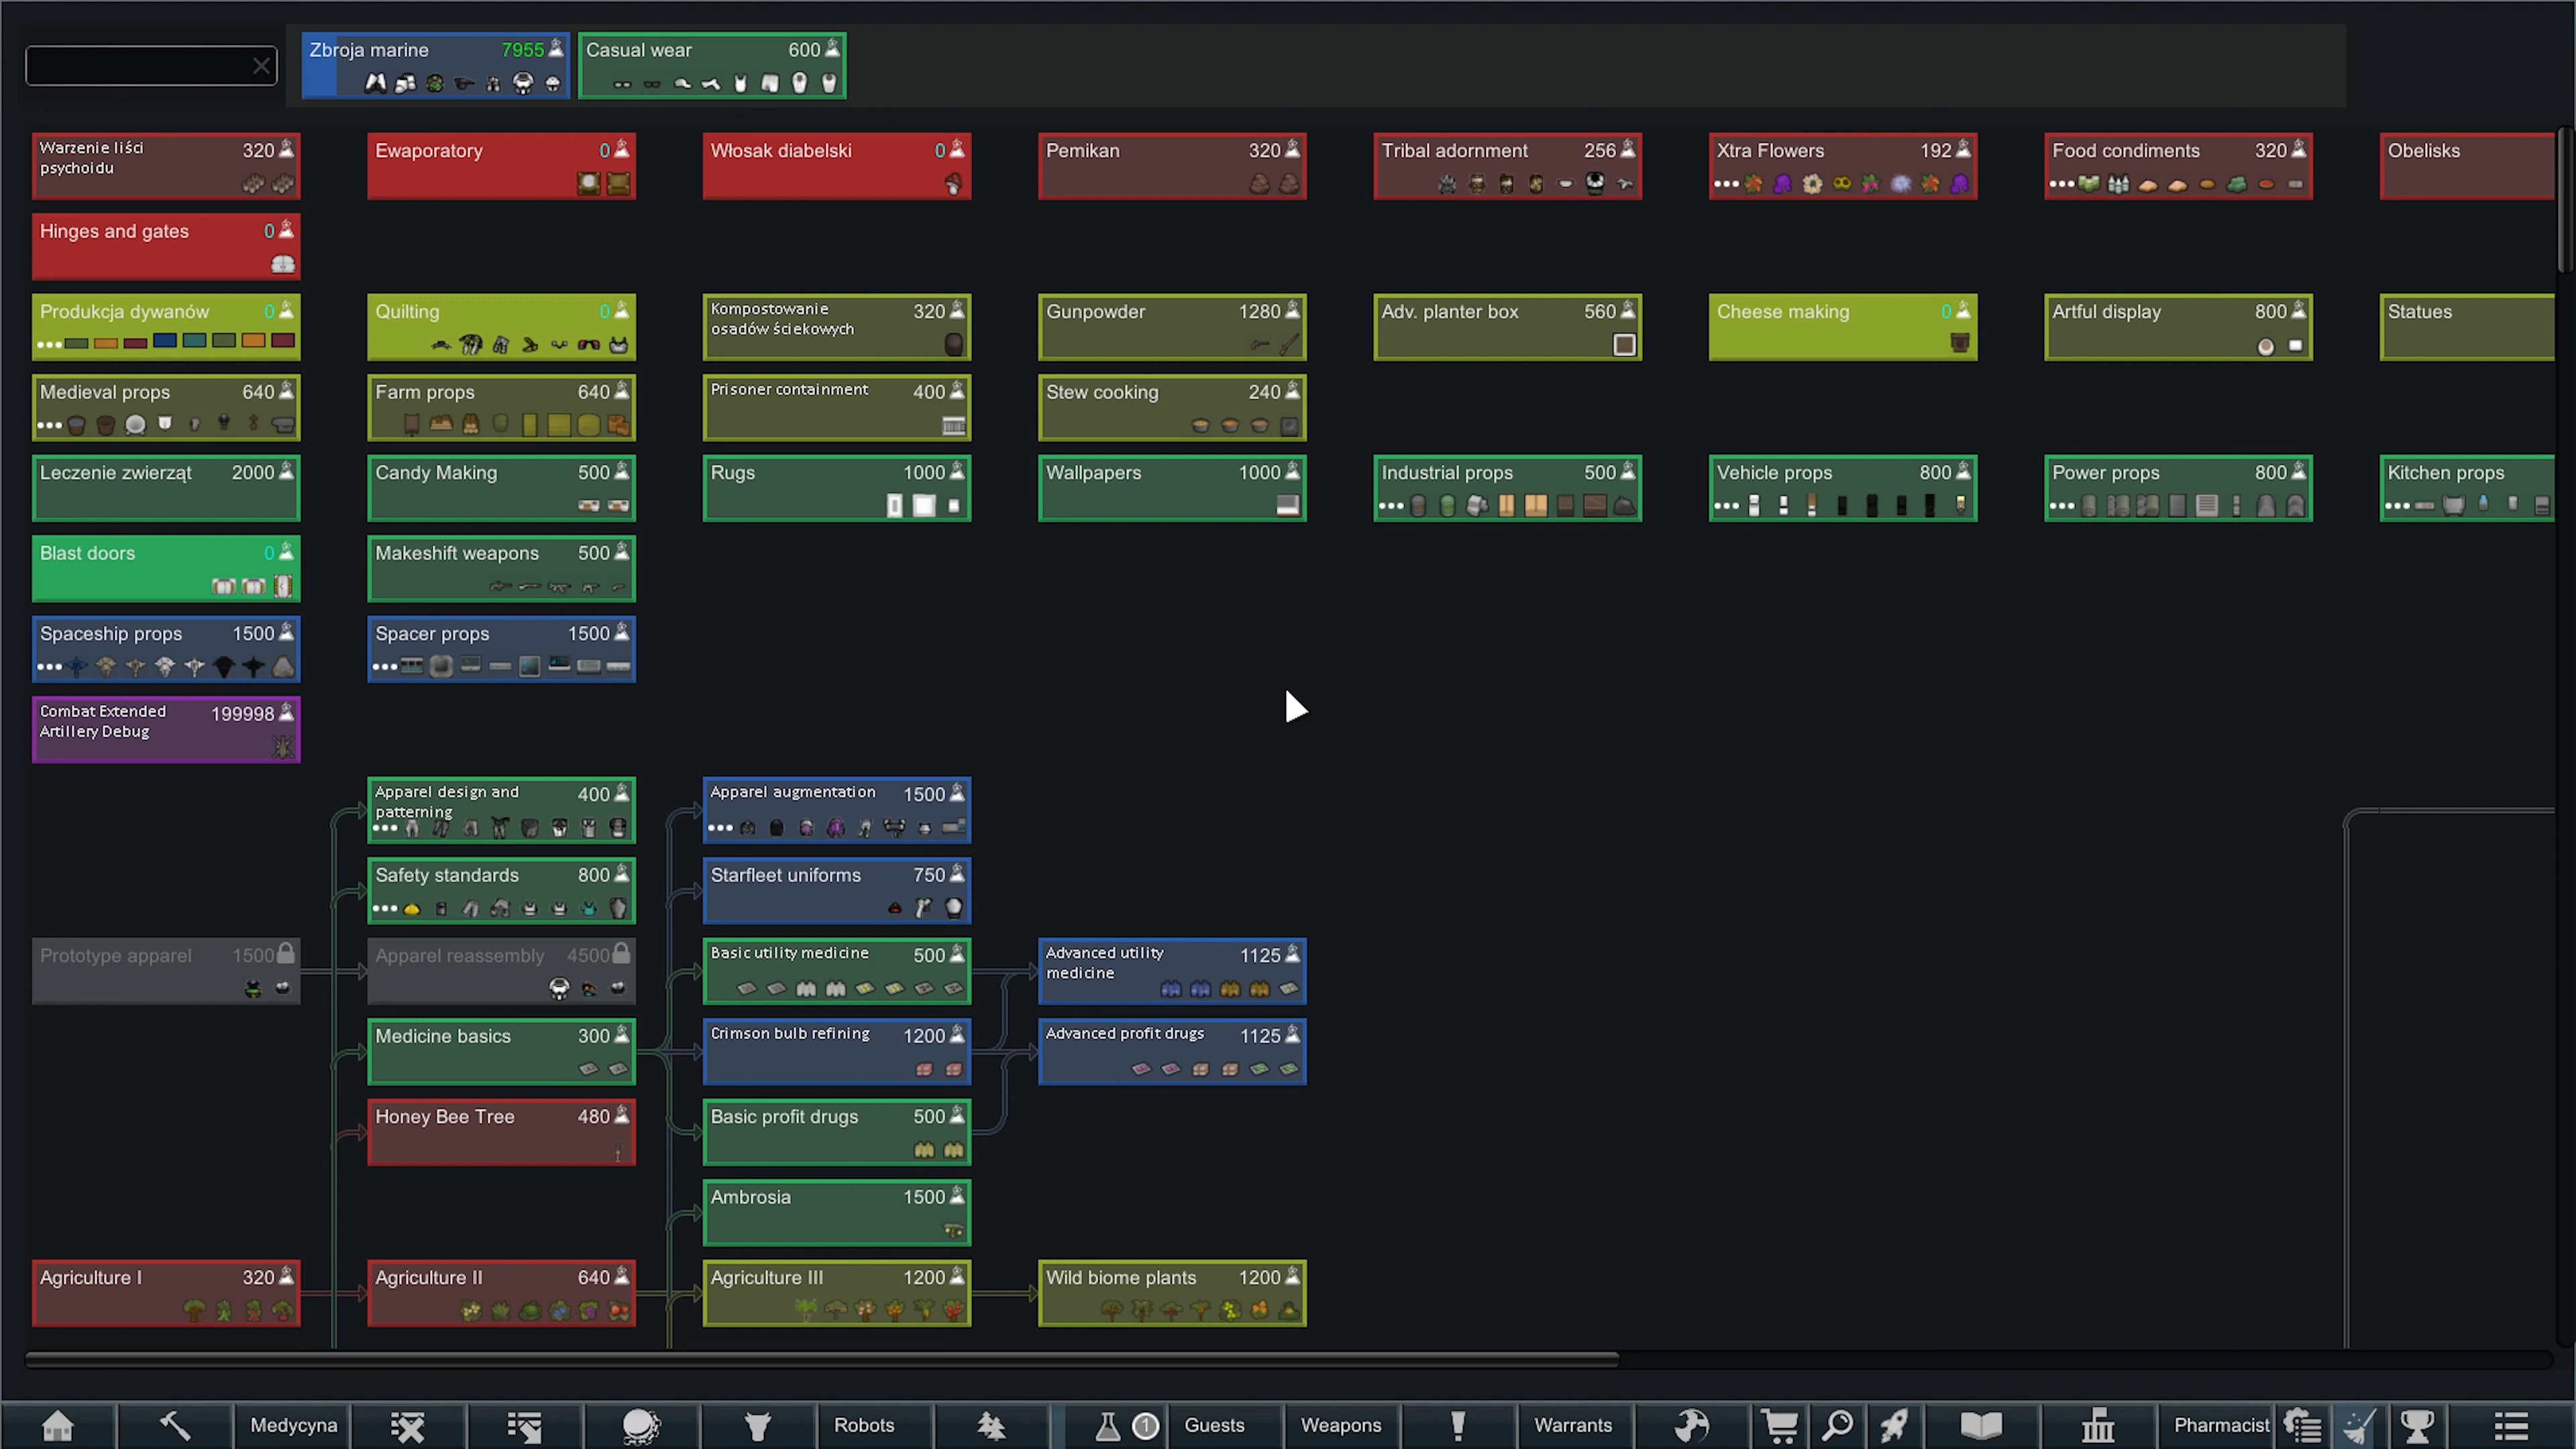 Zbroja marine 7955 Casual wear 600
Warzenie liści psychoidu 320
Ewaporatory 0
Włosak diabelski 0
Pemikan 320
Tribal adornment 256
Xtra Flowers 192
Food condiments 320
Obelisks
Hinges and gates 0
Produkcja dywanów 0
Quilting 0
Kompostowanie osadów ściekowych 320
Gunpowder 1280
Adv. planter box 560
Cheese making 0
Artful display 800
Statues
Medieval props 640
Farm props 640
Prisoner containment 400
Stew cooking 240
Leczenie zwierząt 2000
Candy Making 500
Rugs 1000
Wallpapers 1000
Industrial props 500
Vehicle props 800
Power props 800
Kitchen props
Blast doors 0
Makeshift weapons 500
Spaceship props 1500
Spacer props 1500
Combat Extended Artillery Debug 199998
Apparel design and patterning 400
Apparel augmentation 1500
Safety standards 800
Starfleet uniforms 750
Prototype apparel 1500
Apparel reassembly 4500
Basic utility medicine 500
Advanced utility medicine 1125
Medicine basics 300
Crimson bulb refining 1200
Advanced profit drugs 1125
Honey Bee Tree 480
Basic profit drugs 500
Ambrosia 1500
Agriculture I 320
Agriculture II 640
Agriculture III 1200
Wild biome plants 1200
Medycyna Robots 1 Guests Weapons Warrants Pharmacist